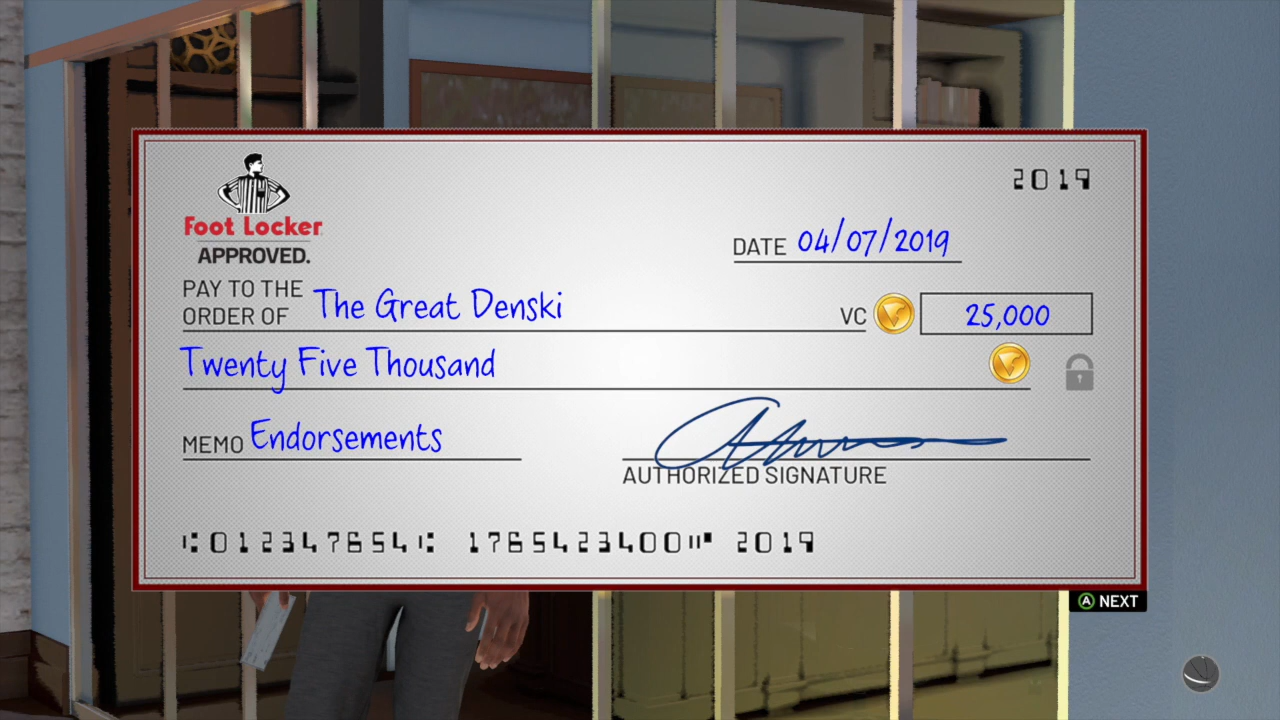 2019
Foot Locker
APPROVED.
DATE 04/07/2019
PAY TO THE
ORDER OF The Great Denski VC 25,000
Twenty Five Thousand
MEMO Endorsements
AUTHORIZED SIGNATURE
⑆012347654⑆ 1765423400⑈ 2019
A NEXT